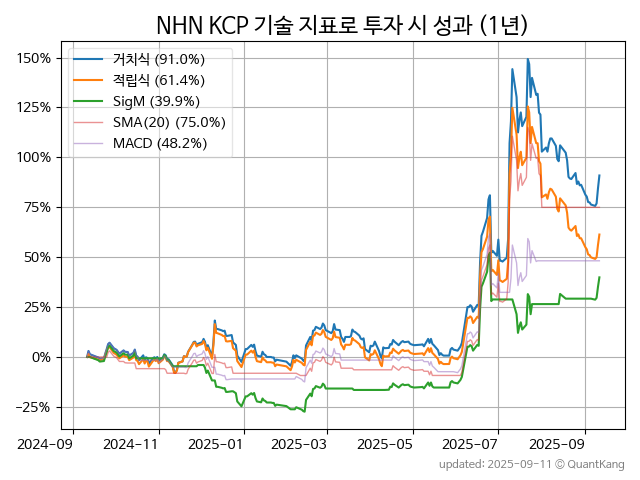 NHN KCP 기술 지표로 투자 시 성과 (1년)
150%
125%
100%
75%
50%
25%
0%
−25%
거치식 (91.0%)
적립식 (61.4%)
SigM (39.9%)
SMA(20) (75.0%)
MACD (48.2%)
2024-09
2024-11
2025-01
2025-03
2025-05
2025-07
2025-09
updated: 2025-09-11 © QuantKang